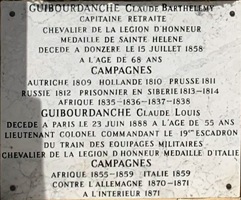 GUIBOURDANCHE CLAUDE BARTHELEMY
CAPITAINE RETRAITE
CHEVALIER DE LA LEGION D'HONNEUR
MEDAILLE DE SAINTE HELENE
DECEDE A DONZERE LE 15 JUILLET 1858
A L'AGE DE 68 ANS
CAMPAGNES
AUTRICHE 1809 HOLLANDE 1810 PRUSSE 1811
RUSSIE 1812 PRISONNIER EN SIBERIE 1813-1814
AFRIQUE 1835-1836-1837-1838
GUIBOURDANCHE CLAUDE LOUIS
DECEDE A PARIS LE 23 JUIN 1888 A L'AGE DE 55 ANS
LIEUTENANT COLONEL COMMANDANT LE 19EME ESCADRON
DU TRAIN DES EQUIPAGES MILITAIRES
CHEVALIER DE LA LEGION D'HONNEUR MEDAILLE D'ITALIE
CAMPAGNES
AFRIQUE 1855-1859 ITALIE 1859
CONTRE L'ALLEMAGNE 1870-1871
A L'INTERIEUR 1871